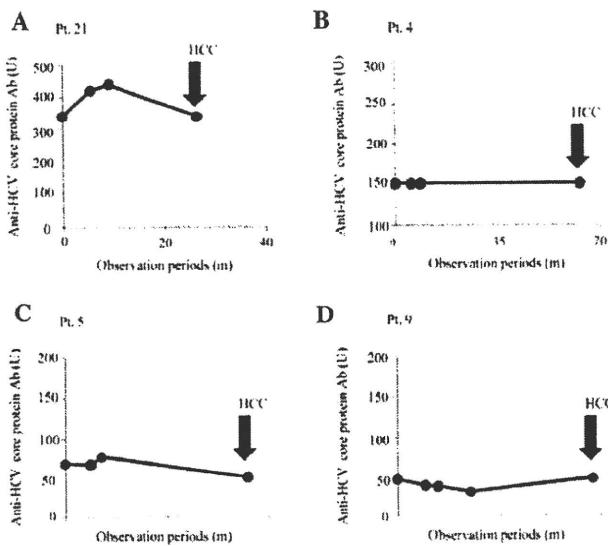 A
Pt. 21
HCC
Anti-HCV core protein Ab (U)
500
400
300
200
100
0
0
20
40
Observation periods (m)
B
Pt. 4
HCC
Anti-HCV core protein Ab (U)
300
250
200
150
100
0
35
70
Observation periods (m)
C
Pt. 5
HCC
Anti-HCV core protein Ab (U)
200
150
100
50
0
Observation periods (m)
D
Pt. 9
HCC
Anti-HCV core protein Ab (U)
200
150
100
50
0
Observation periods (m)